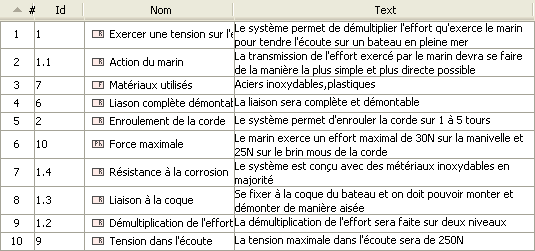 # Id Nom Text
1 1 Exercer une tension sur l'é Le système permet de démultiplier l'effort qu'exerce le marin
pour tendre l'écoute sur un bateau en pleine mer
2 1.1 Action du marin La transmission de l'effort exercé par le marin devra se faire
de la manière la plus simple et plus directe possible
3 7 Matériaux utilisés Aciers inoxydables,plastiques
4 6 Liason complète démontab La liaison sera complète et démontable
5 2 Enroulement de la corde Le système permet d'enrouler la corde sur 1 à 5 tours
6 10 Force maximale Le marin exerce un effort maximal de 30N sur la manivelle et
25N sur le brin mous de la corde
7 1.4 Résistance à la corrosion Le système est conçu avec des métériaux inoxydables en
majorité
8 1.3 Liaison à la coque Se fixer à la coque du bateau et on doit pouvoir monter et
démonter de manière aisée
9 1.2 Démultiplication de l'effort La démultiplication de l'effort sera faite sur deux niveaux
10 9 Tension dans l'écoute La tension maximale dans l'écoute sera de 250N